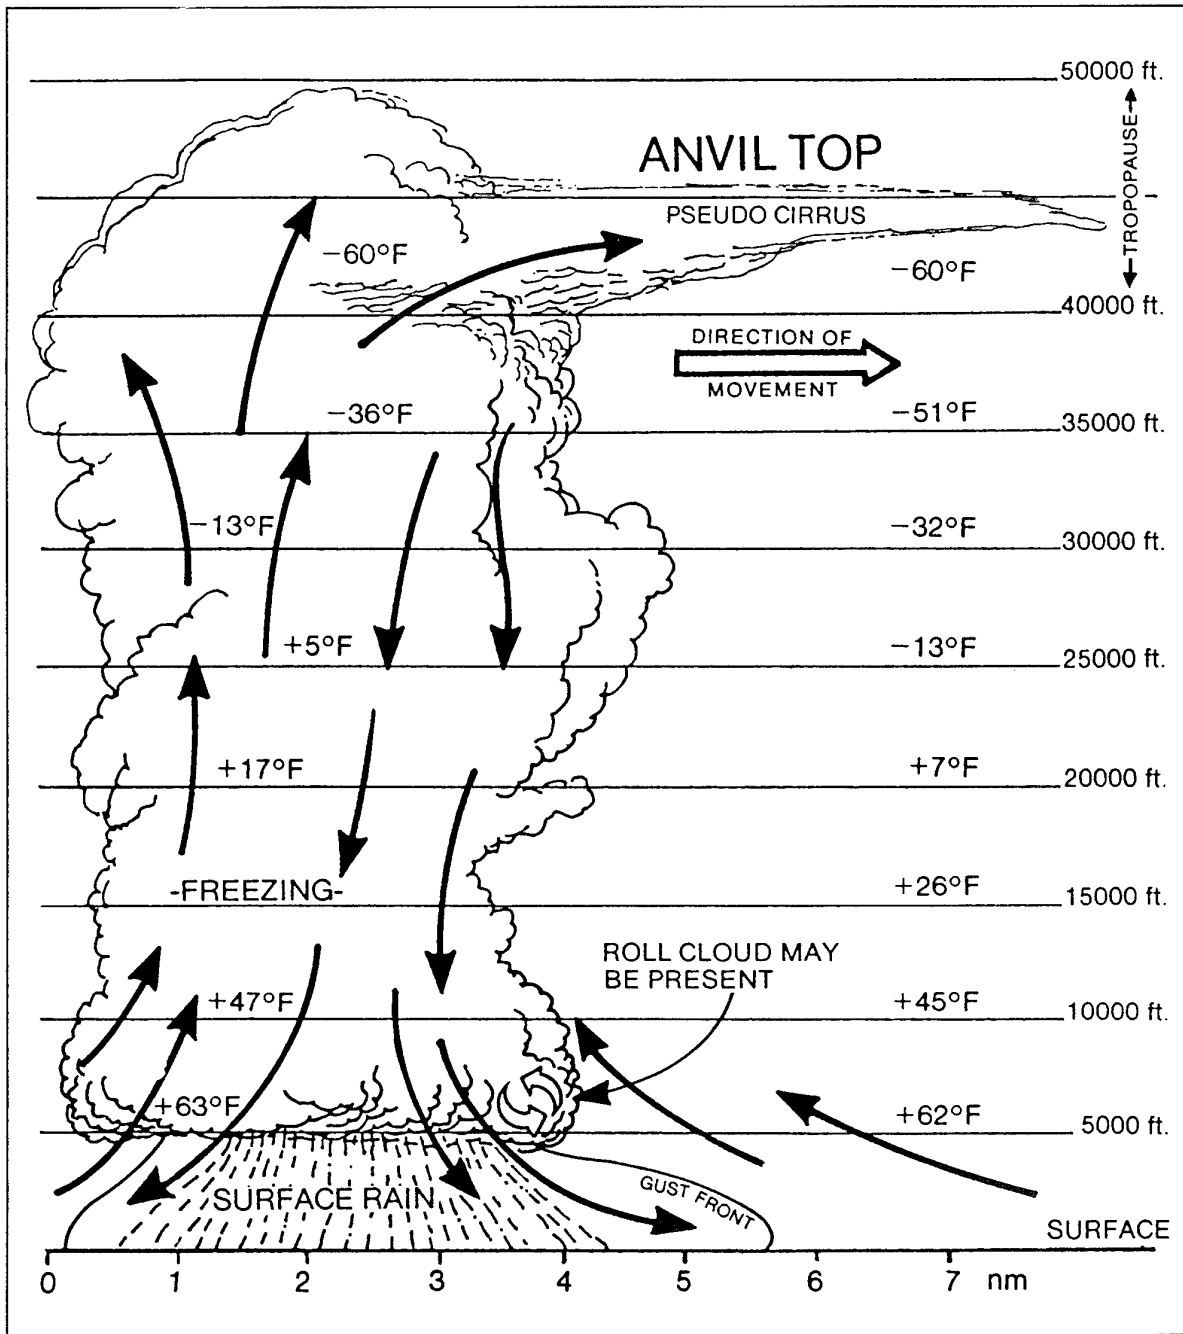 50000 ft.
TROPOPAUSE
ANVIL TOP
PSEUDO CIRRUS
−60°F
−60°F
40000 ft.
DIRECTION OF
MOVEMENT
−36°F
−51°F
35000 ft.
−13°F
−32°F
30000 ft.
+5°F
−13°F
25000 ft.
+17°F
+7°F
20000 ft.
-FREEZING-
+26°F
15000 ft.
ROLL CLOUD MAY
BE PRESENT
+47°F
+45°F
10000 ft.
+63°F
+62°F
5000 ft.
SURFACE RAIN
GUST FRONT
SURFACE
0 1 2 3 4 5 6 7 nm